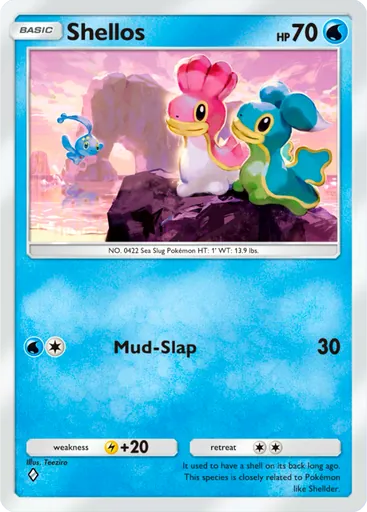 BASIC Shellos HP 70
NO. 0422 Sea Slug Pokémon HT: 1' WT: 13.9 lbs.
Mud-Slap 30
weakness +20 retreat
Illus. Teeziro
It used to have a shell on its back long ago.
This species is closely related to Pokémon
like Shellder.